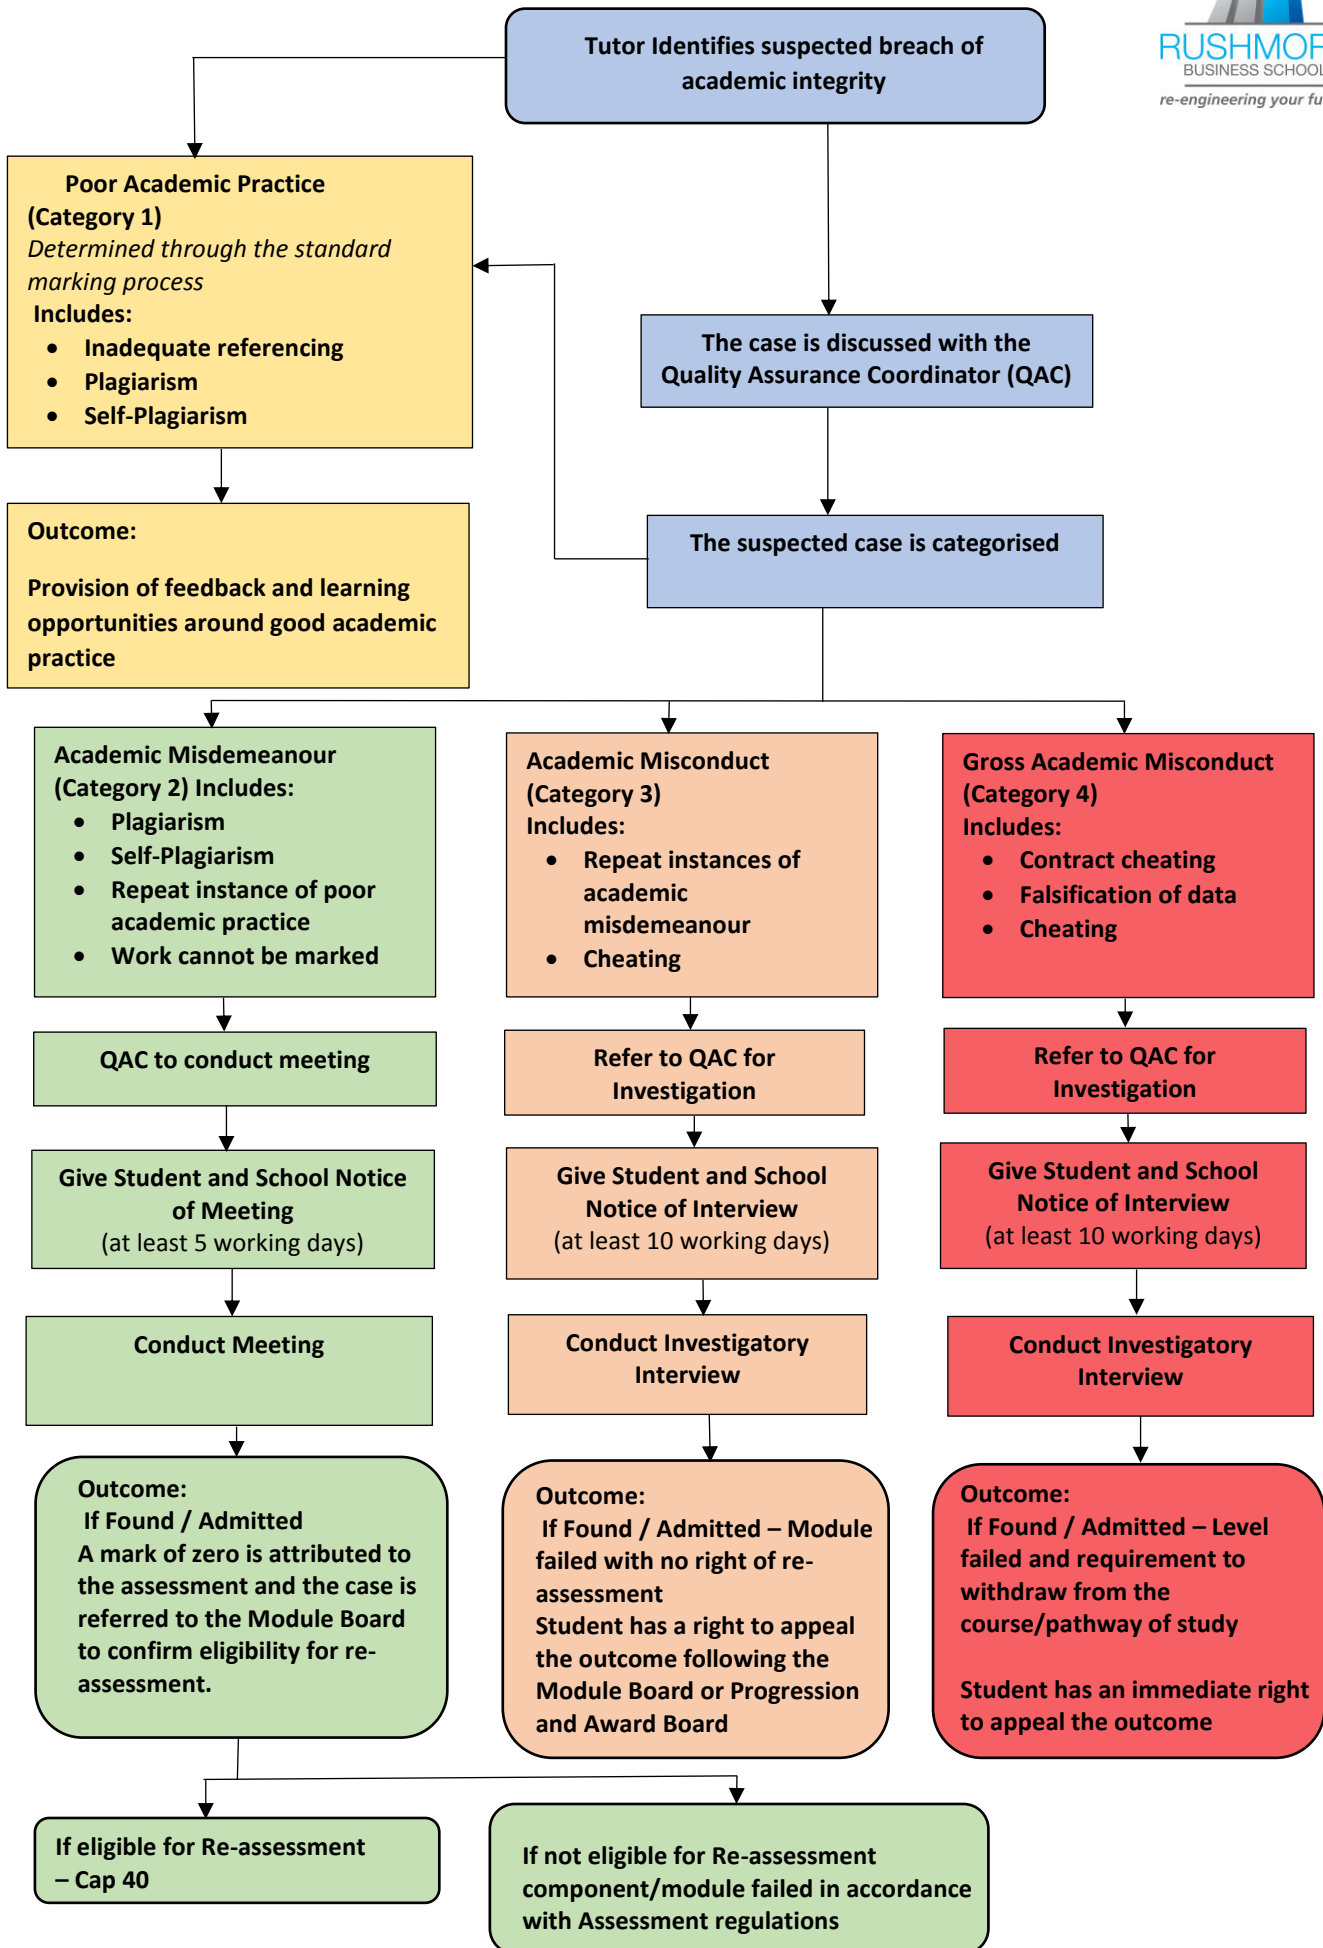 Tutor Identifies suspected breach of
academic integrity
RUSHMOR
BUSINESS SCHOOL
re-engineering your fu
Poor Academic Practice
(Category 1)
Determined through the standard
marking process
Includes:
• Inadequate referencing
• Plagiarism
• Self-Plagiarism
The case is discussed with the
Quality Assurance Coordinator (QAC)
Outcome:
Provision of feedback and learning
opportunities around good academic
practice
The suspected case is categorised
Academic Misdemeanour
(Category 2) Includes:
• Plagiarism
• Self-Plagiarism
• Repeat instance of poor
academic practice
• Work cannot be marked
QAC to conduct meeting
Give Student and School Notice
of Meeting
(at least 5 working days)
Conduct Meeting
Outcome:
If Found / Admitted
A mark of zero is attributed to
the assessment and the case is
referred to the Module Board
to confirm eligibility for re-
assessment.
Academic Misconduct
(Category 3)
Includes:
• Repeat instances of
academic
misdemeanour
• Cheating
Refer to QAC for
Investigation
Give Student and School
Notice of Interview
(at least 10 working days)
Conduct Investigatory
Interview
Outcome:
If Found / Admitted – Module
failed with no right of re-
assessment
Student has a right to appeal
the outcome following the
Module Board or Progression
and Award Board
Gross Academic Misconduct
(Category 4)
Includes:
• Contract cheating
• Falsification of data
• Cheating
Refer to QAC for
Investigation
Give Student and School
Notice of Interview
(at least 10 working days)
Conduct Investigatory
Interview
Outcome:
If Found / Admitted – Level
failed and requirement to
withdraw from the
course/pathway of study
Student has an immediate right
to appeal the outcome
If eligible for Re-assessment
– Cap 40
If not eligible for Re-assessment
component/module failed in accordance
with Assessment regulations